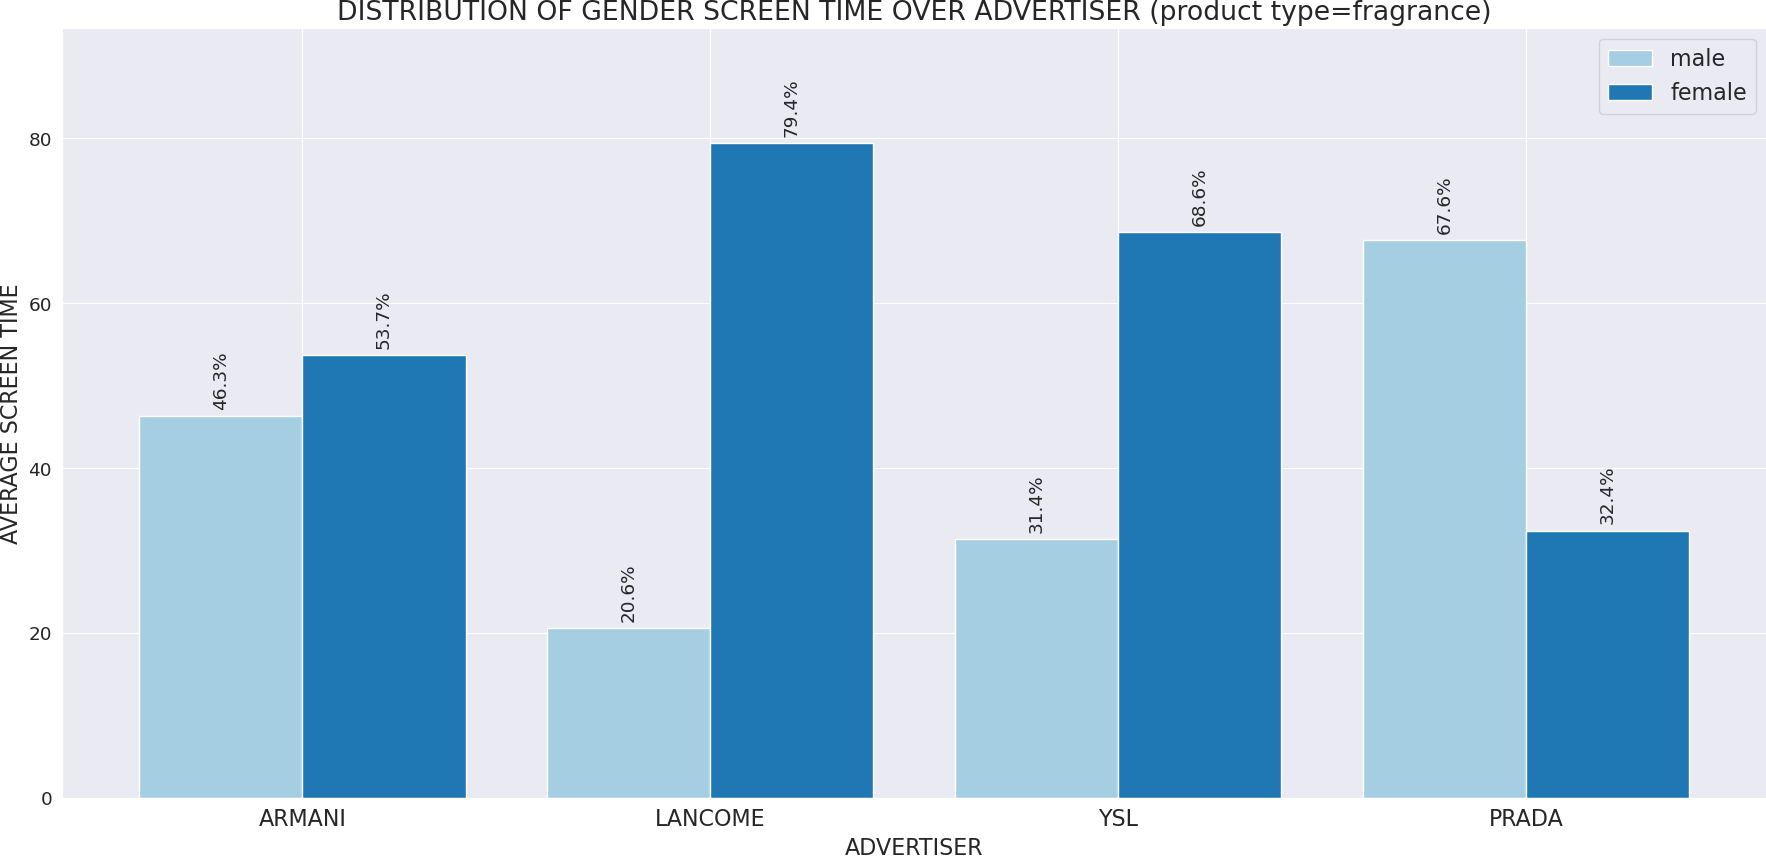 DISTRIBUTION OF GENDER SCREEN TIME OVER ADVERTISER (product type=fragrance)
male
female
AVERAGE SCREEN TIME
80
60
40
20
0
46.3%
53.7%
20.6%
79.4%
31.4%
68.6%
67.6%
32.4%
ARMANI
LANCOME
YSL
PRADA
ADVERTISER